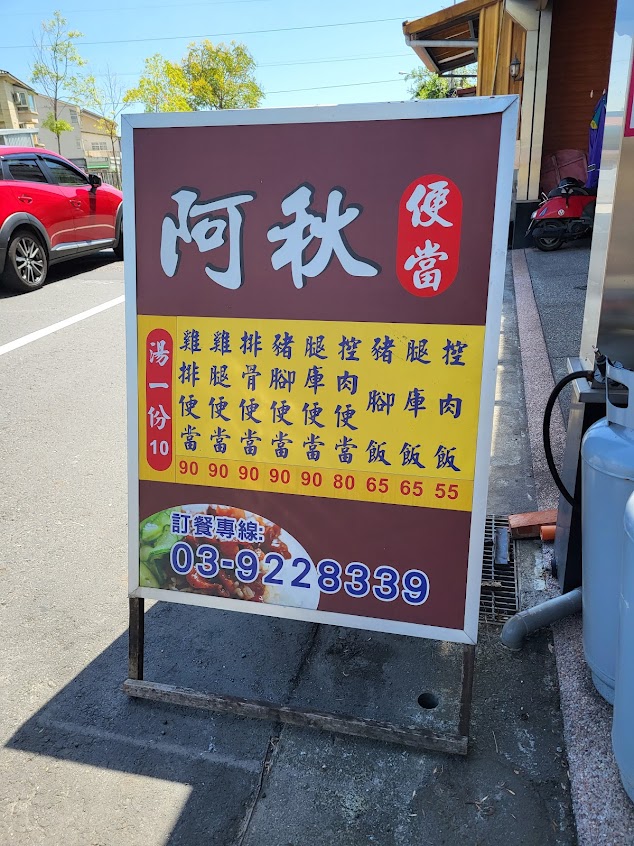 阿秋
便當
湯一份10
雞排便當 90
雞腿便當 90
排骨便當 90
豬腳便當 90
腿庫便當 90
控肉便當 80
豬腳飯 65
腿庫飯 65
控肉飯 55
訂餐專線:
03-9228339